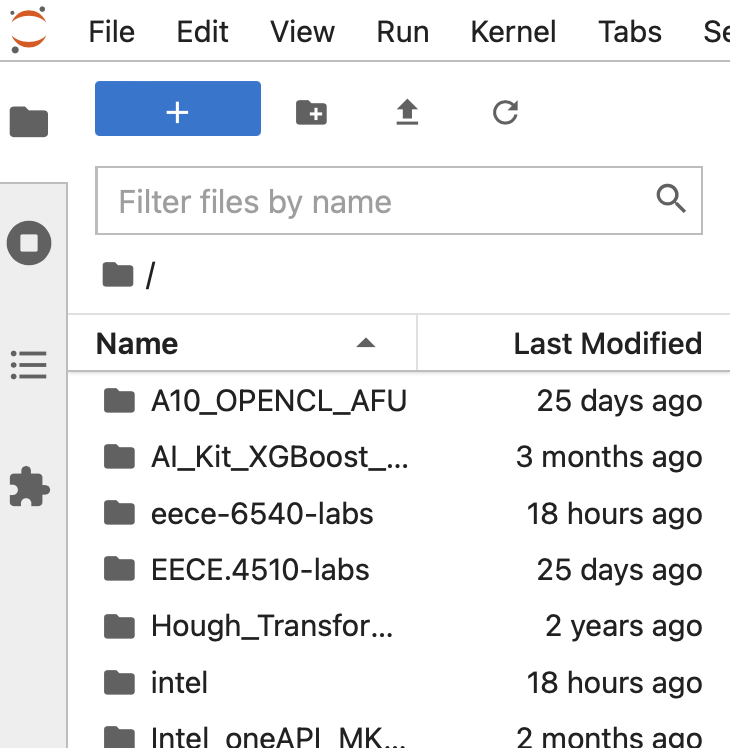 File Edit View Run Kernel Tabs Se
+
Filter files by name
/
Name Last Modified
A10_OPENCL_AFU 25 days ago
AI_Kit_XGBoost_... 3 months ago
eece-6540-labs 18 hours ago
EECE.4510-labs 25 days ago
Hough_Transfor... 2 years ago
intel 18 hours ago
Intel_oneAPI_MK... 2 months ago